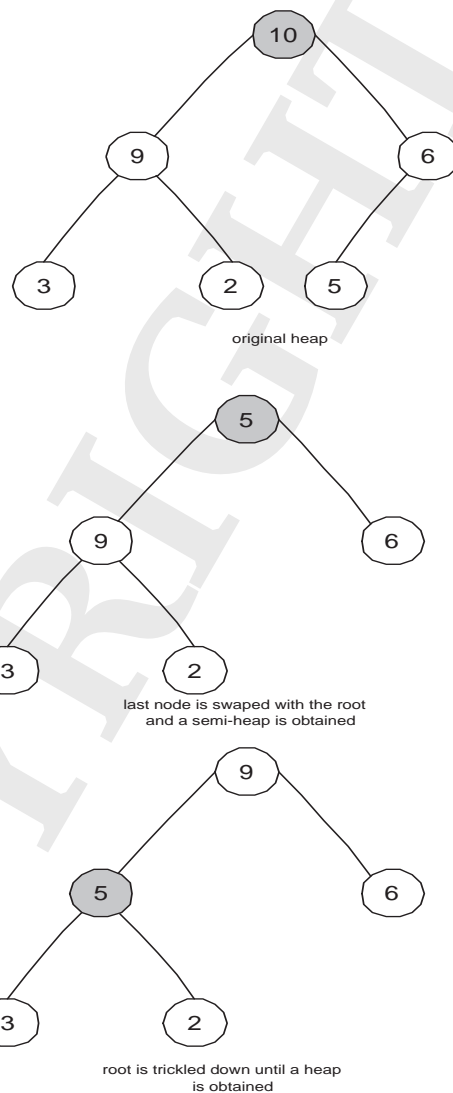 10
9 6
3 2 5
original heap
5
9 6
3 2
last node is swaped with the root
and a semi-heap is obtained
9
5 6
3 2
root is trickled down until a heap
is obtained